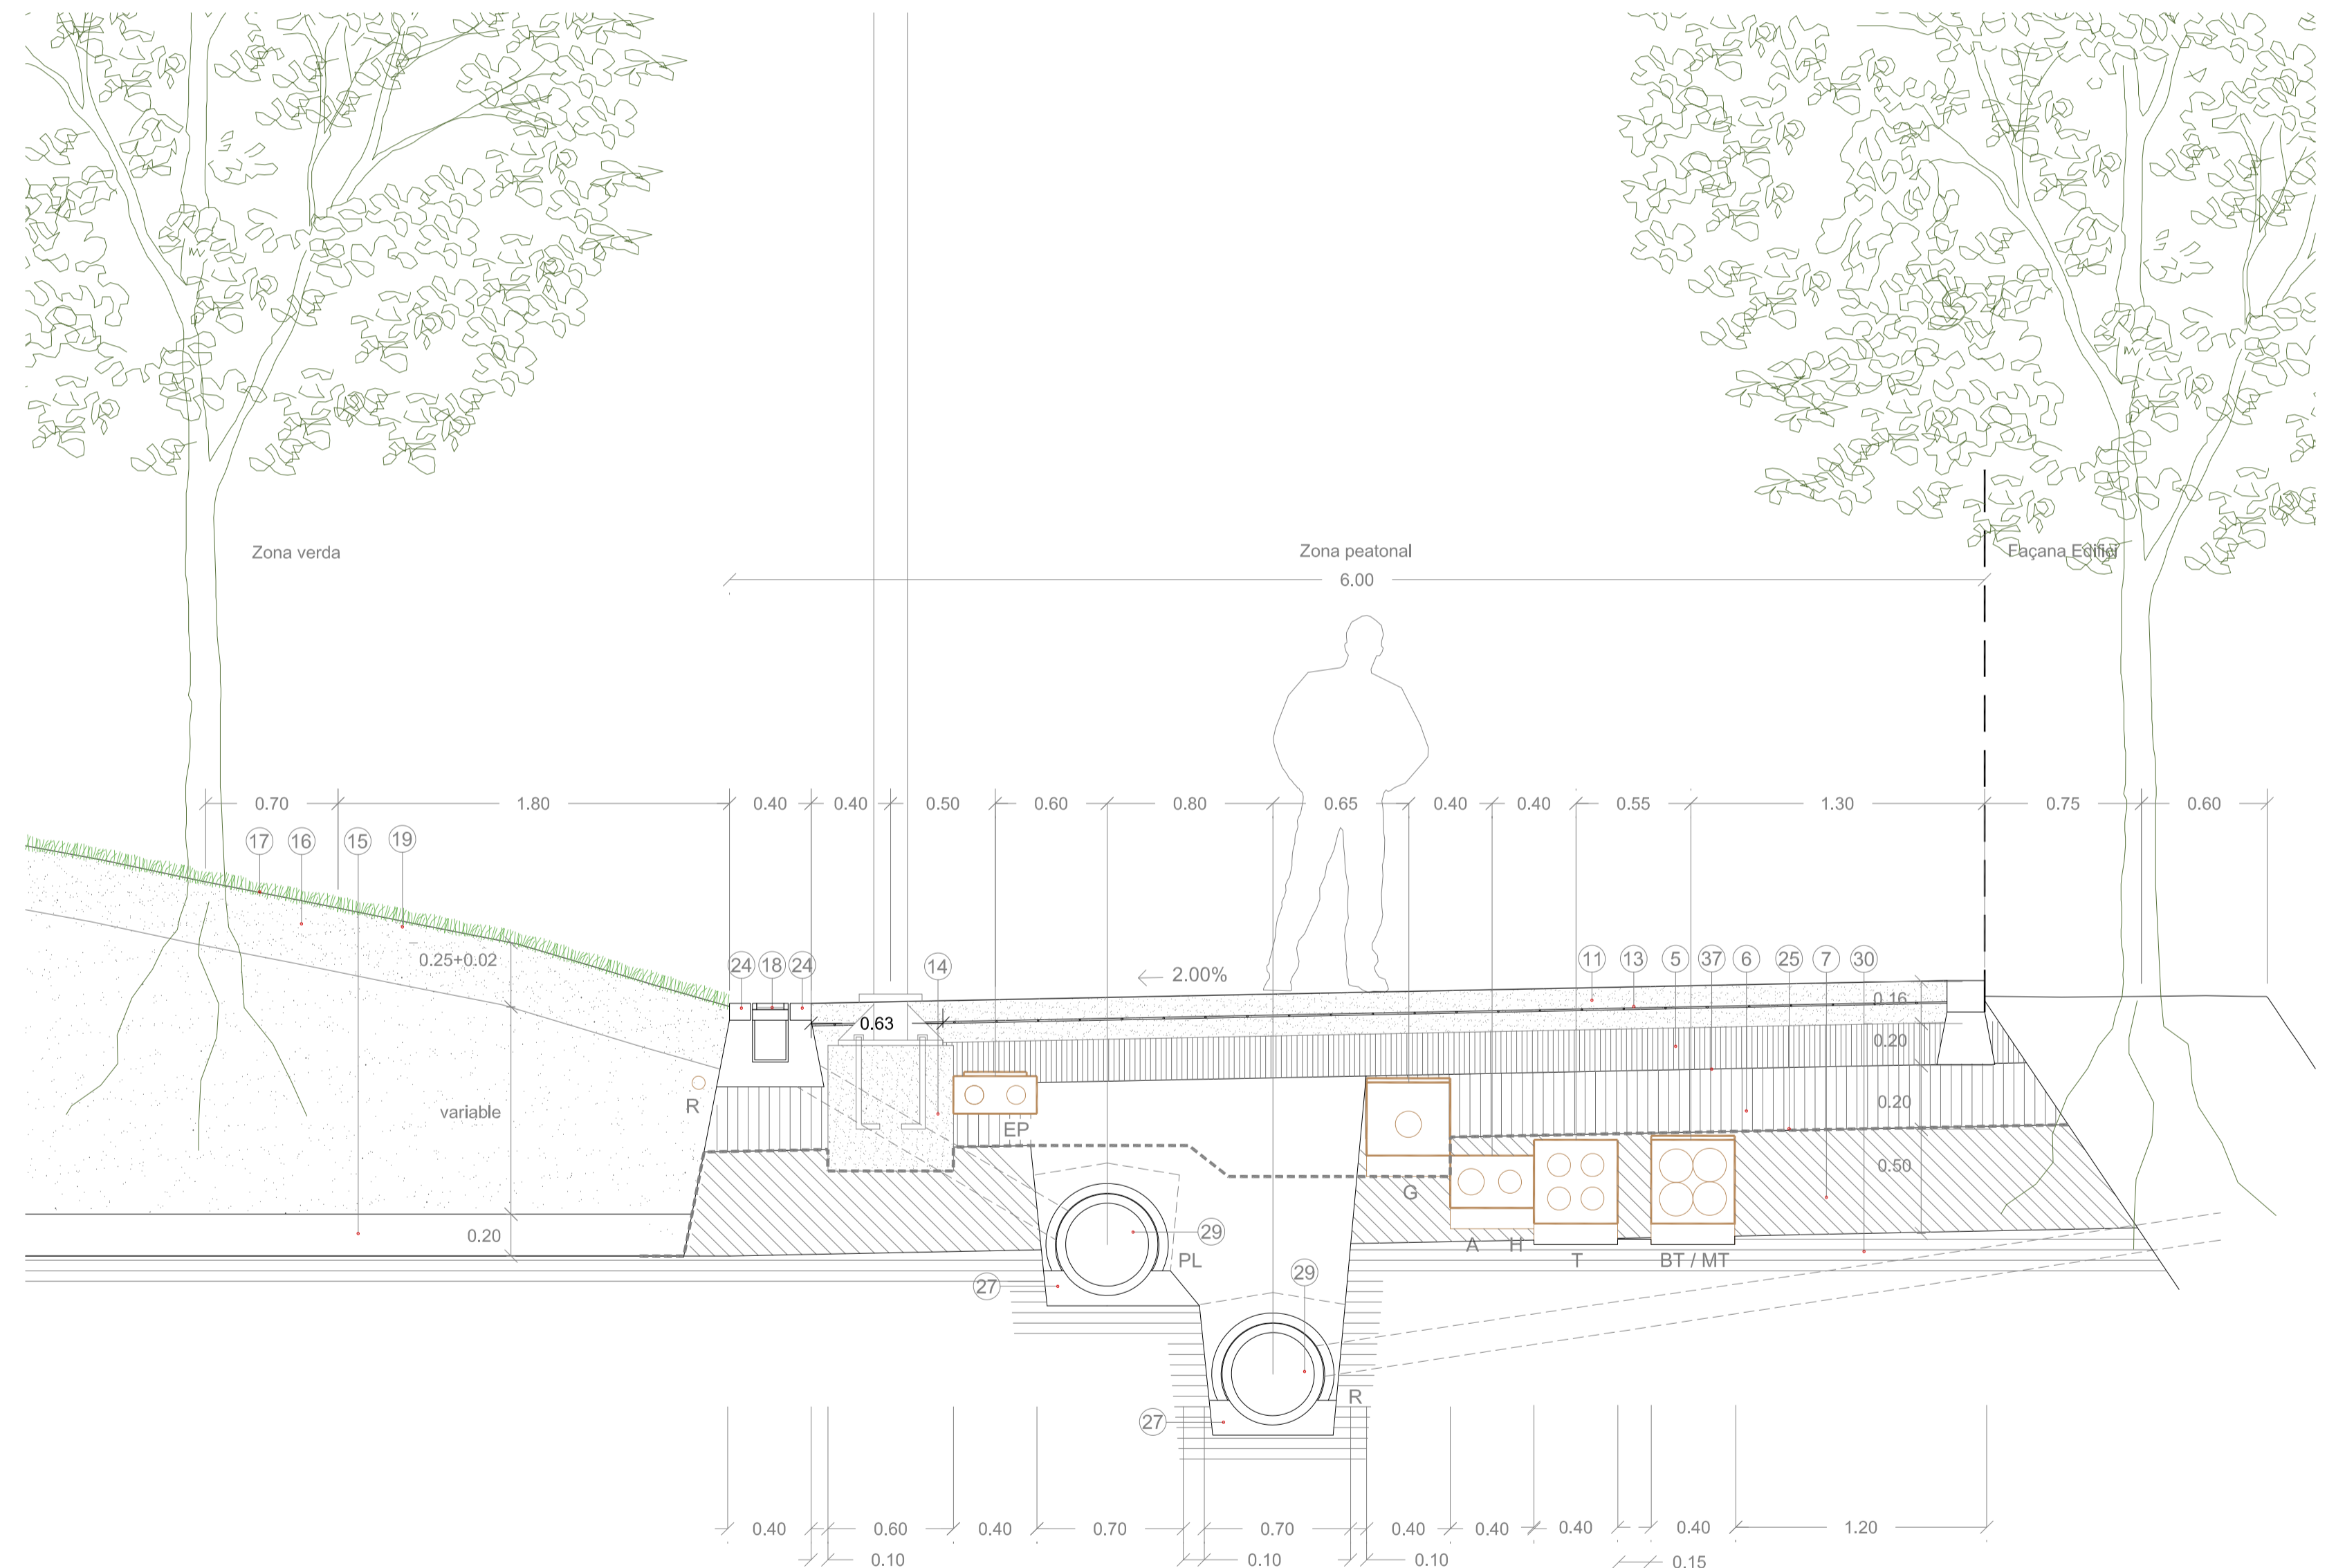 Zona verda
Zona peatonal
Façana Edifici
6.00
0.70 1.80 0.40 0.40 0.50 0.60 0.80 0.65 0.40 0.40 0.55 1.30 0.75 0.60
17 16 15 19
0.25+0.02
24 18 24 14
2.00%
11 13 5 37 6 25 7 30
0.16
0.63
0.20
0.20
R
variable
EP
0.50
G
0.20
29
A H
PL
T
BT / MT
27
29
R
27
0.40 0.60 0.40 0.70 0.70 0.40 0.40 0.40 0.40 1.20
0.10 0.10 0.10 0.15